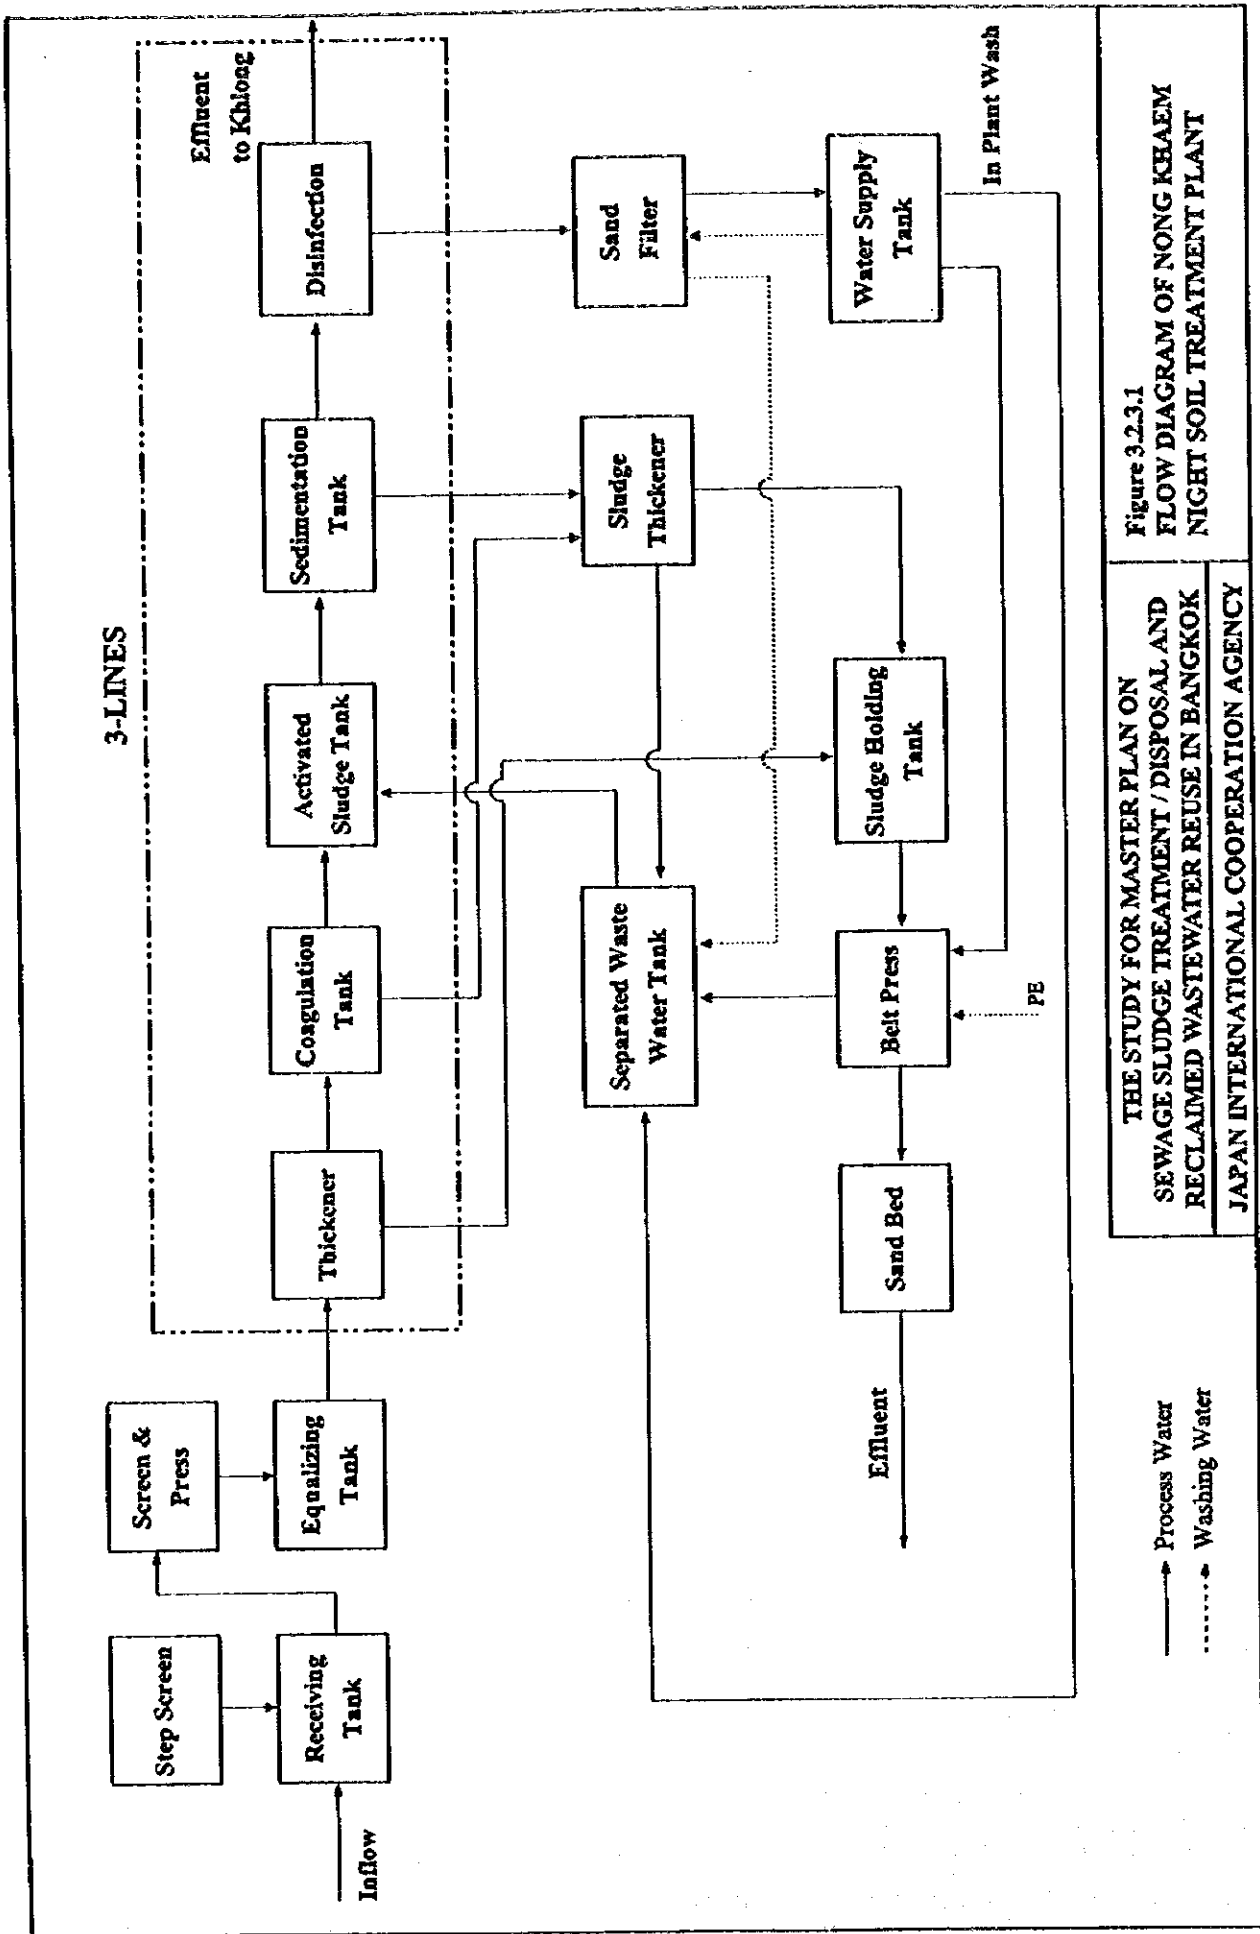 3-LINES
Step Screen
Screen &
Press
Inflow
Receiving
Tank
Equalizing
Tank
Thickener
Coagulation
Tank
Activated
Sludge Tank
Sedimentation
Tank
Disinfection
Effluent
to Khlong
Separated Waste
Water Tank
Sludge
Thickener
Sand
Filter
Effluent
Sand Bed
Belt Press
PE
Sludge Holding
Tank
Water Supply
Tank
In Plant Wash
Process Water
Washing Water
THE STUDY FOR MASTER PLAN ON
SEWAGE SLUDGE TREATMENT / DISPOSAL AND
RECLAIMED WASTEWATER REUSE IN BANGKOK
JAPAN INTERNATIONAL COOPERATION AGENCY
Figure 3.2.3.1
FLOW DIAGRAM OF NONG KHAEM
NIGHT SOIL TREATMENT PLANT